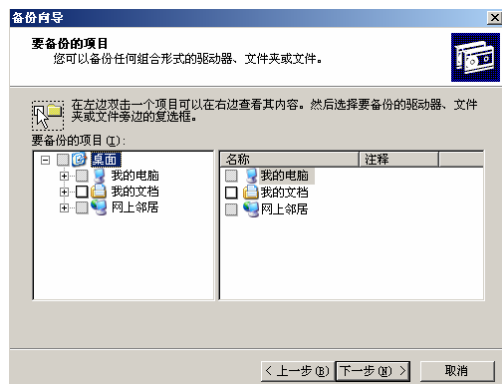 备份向导
要备份的项目
您可以备份任何组合形式的驱动器、文件夹或文件。
在左边双击一个项目可以在右边查看其内容。然后选择要备份的驱动器、文件
夹或文件旁边的复选框。
要备份的项目(I):
桌面
我的电脑
我的文档
网上邻居
名称 注释
我的电脑
我的文档
网上邻居
< 上一步(B) 下一步(N) > 取消